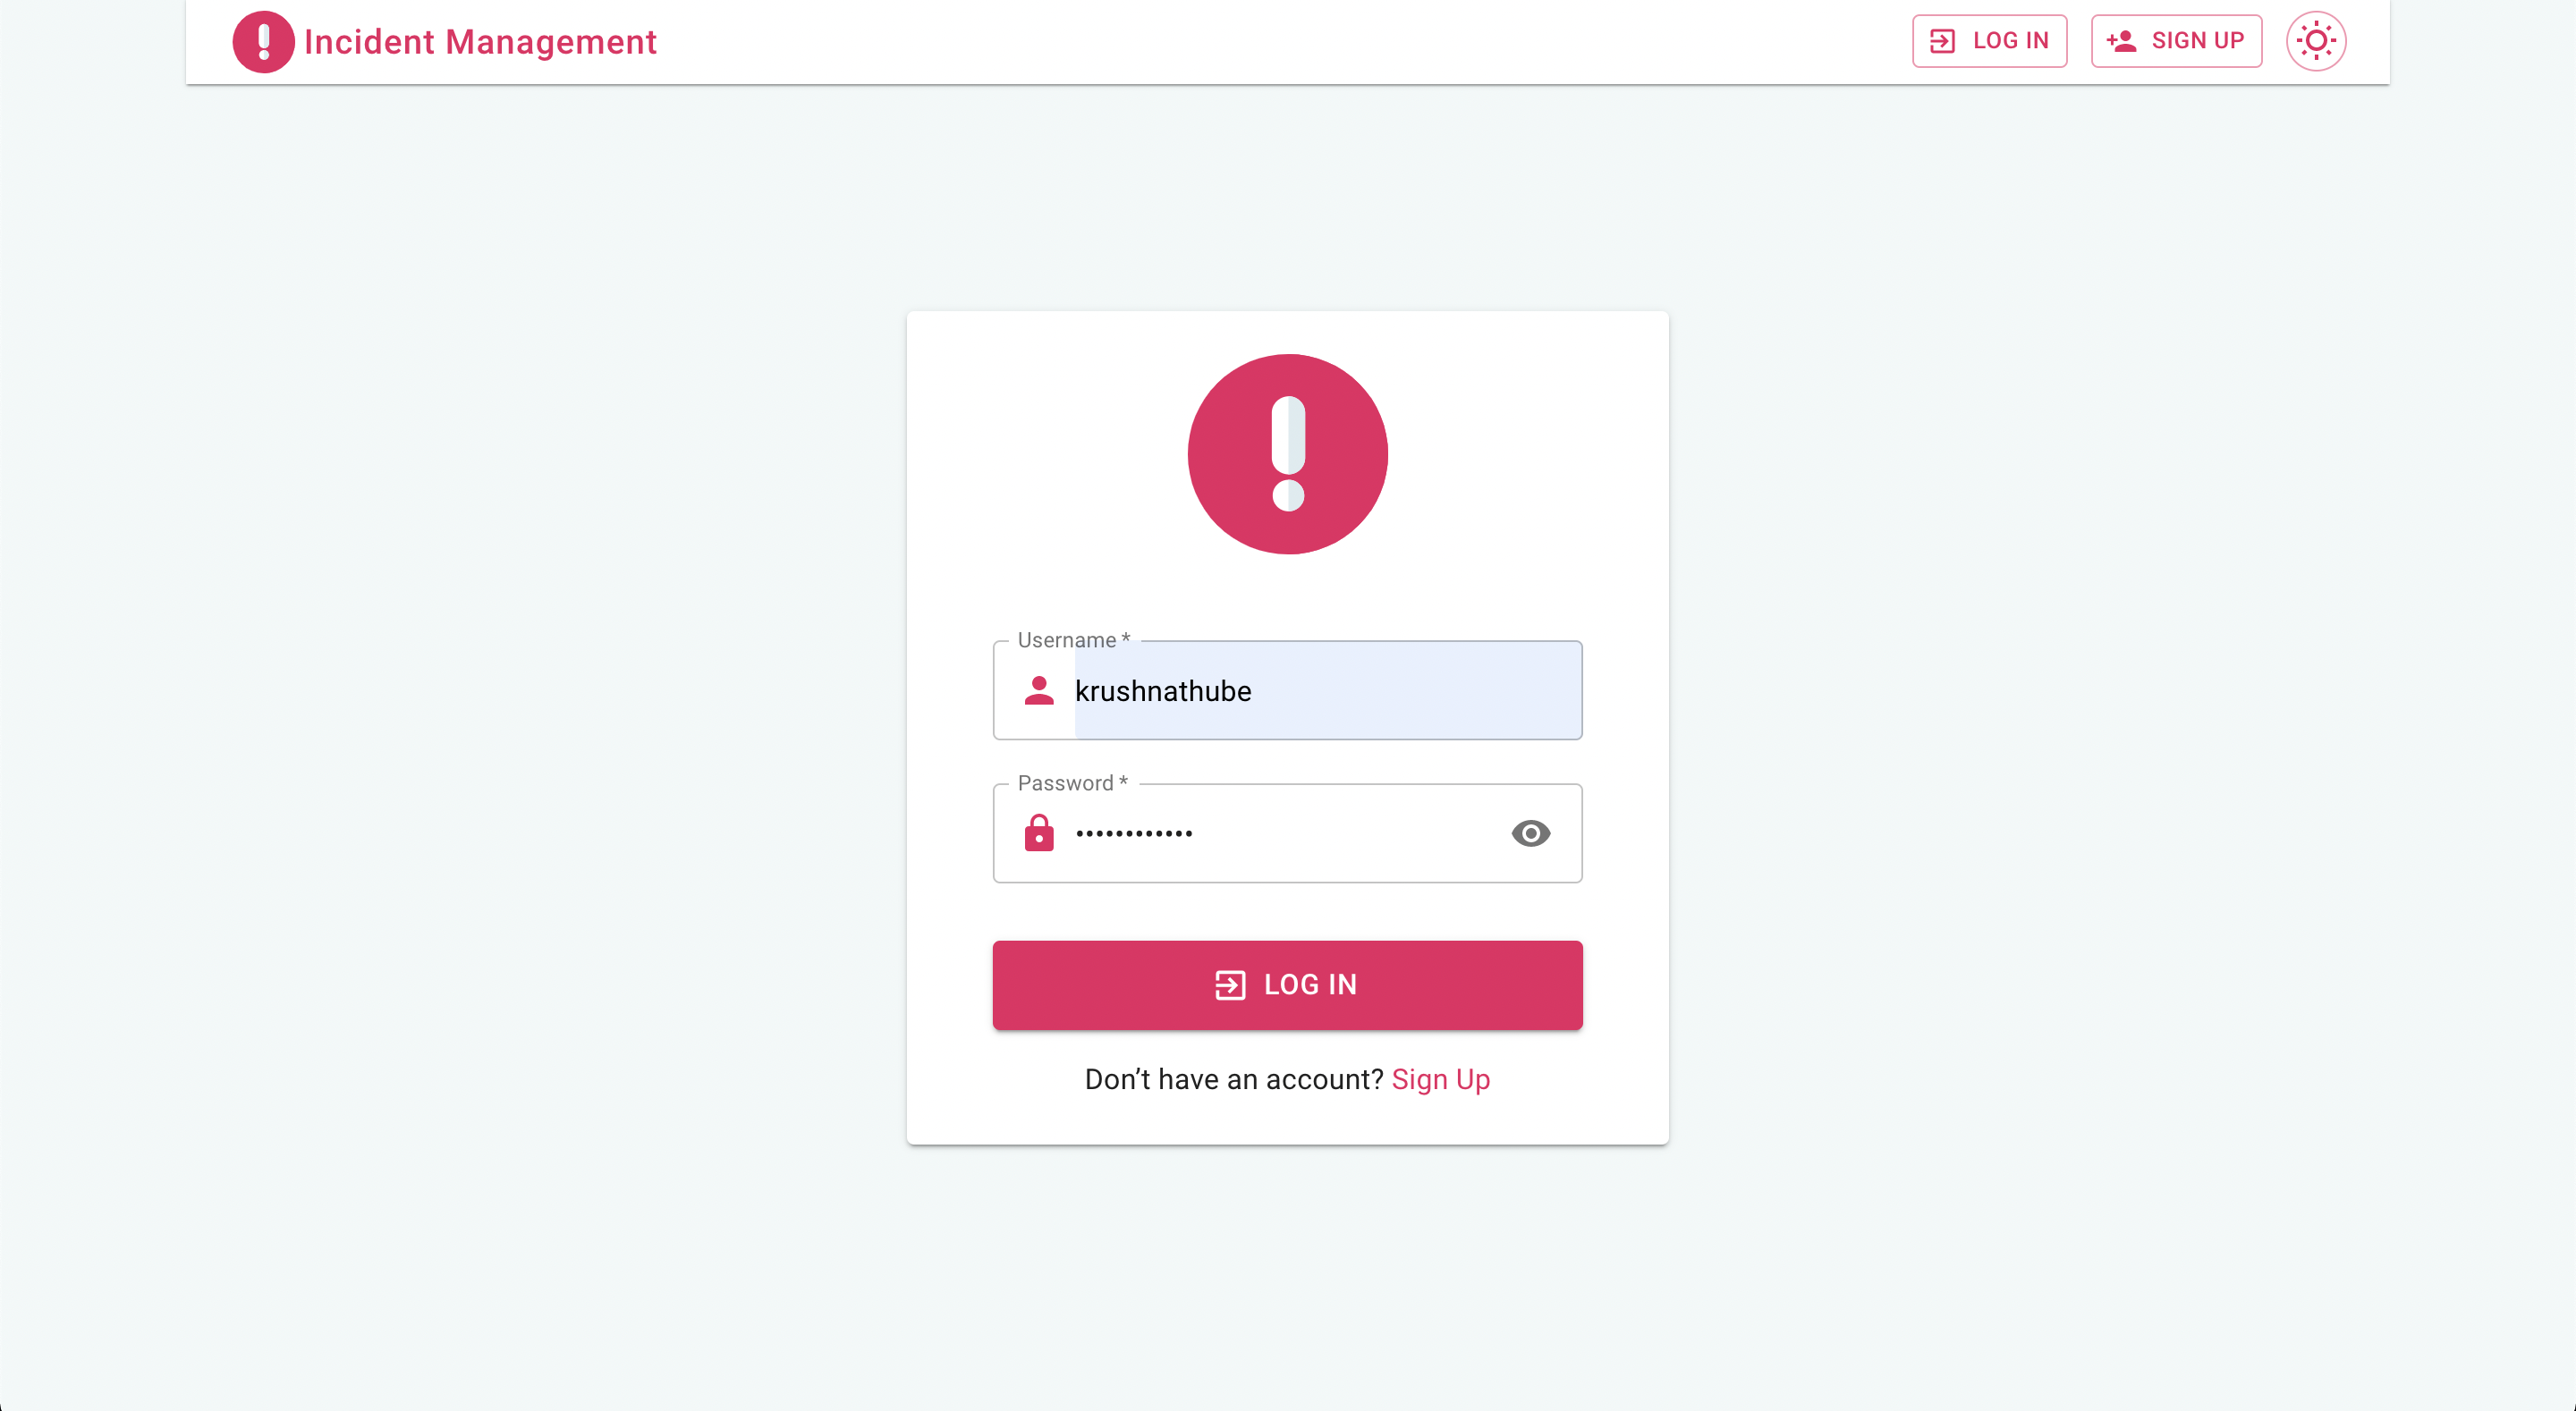 Incident Management
LOG IN
SIGN UP
Username *
krushnathube
Password *
••••••••••••
LOG IN
Don’t have an account? Sign Up